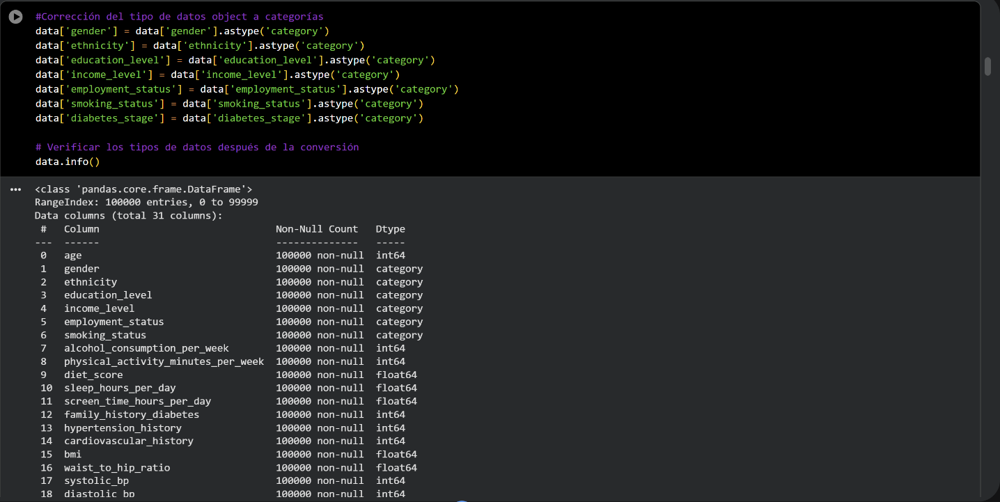 #Corrección del tipo de datos object a categorías
data['gender'] = data['gender'].astype('category')
data['ethnicity'] = data['ethnicity'].astype('category')
data['education_level'] = data['education_level'].astype('category')
data['income_level'] = data['income_level'].astype('category')
data['employment_status'] = data['employment_status'].astype('category')
data['smoking_status'] = data['smoking_status'].astype('category')
data['diabetes_stage'] = data['diabetes_stage'].astype('category')
# Verificar los tipos de datos después de la conversión
data.info()
<class 'pandas.core.frame.DataFrame'>
RangeIndex: 100000 entries, 0 to 99999
Data columns (total 31 columns):
 #   Column                              Non-Null Count   Dtype
---  ------                              --------------   -----
 0   age                                 100000 non-null  int64
 1   gender                              100000 non-null  category
 2   ethnicity                           100000 non-null  category
 3   education_level                     100000 non-null  category
 4   income_level                        100000 non-null  category
 5   employment_status                   100000 non-null  category
 6   smoking_status                      100000 non-null  category
 7   alcohol_consumption_per_week        100000 non-null  int64
 8   physical_activity_minutes_per_week  100000 non-null  int64
 9   diet_score                          100000 non-null  float64
 10  sleep_hours_per_day                 100000 non-null  float64
 11  screen_time_hours_per_day           100000 non-null  float64
 12  family_history_diabetes             100000 non-null  int64
 13  hypertension_history                100000 non-null  int64
 14  cardiovascular_history              100000 non-null  int64
 15  bmi                                 100000 non-null  float64
 16  waist_to_hip_ratio                  100000 non-null  float64
 17  systolic_bp                         100000 non-null  int64
 18  diastolic_bp                        100000 non-null  int64